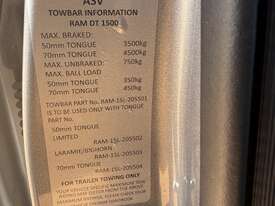 ASV
TOWBAR INFORMATION
RAM DT 1500
MAX. BRAKED:
50mm TONGUE 3500kg
70mm TONGUE 4500kg
MAX. UNBRAKED: 750kg
MAX. BALL LOAD
50mm TONGUE 350kg
70mm TONGUE 450kg
TOWBAR PART No. RAM-15L-205501
IS TO BE USED ONLY WITH TONGUE
PART No.
50mm TONGUE
LIMITED
RAM-15L-205502
LARAMIE/BIGHORN
RAM-15L-205503
70mm TONGUE
RAM-15L-205504
FOR TRAILER TOWING ONLY